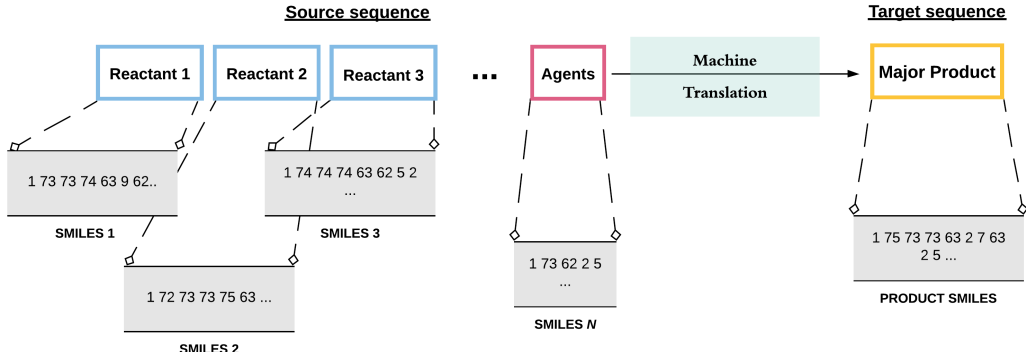 Source sequence
Target sequence
Reactant 1
Reactant 2
Reactant 3
...
Agents
Machine
Translation
Major Product
1 73 73 74 63 9 62..
SMILES 1
1 74 74 74 63 62 5 2
...
SMILES 3
1 72 73 73 75 63 ...
SMILES 2
1 73 62 2 5
...
SMILES N
1 75 73 73 63 2 7 63
2 5 ...
PRODUCT SMILES